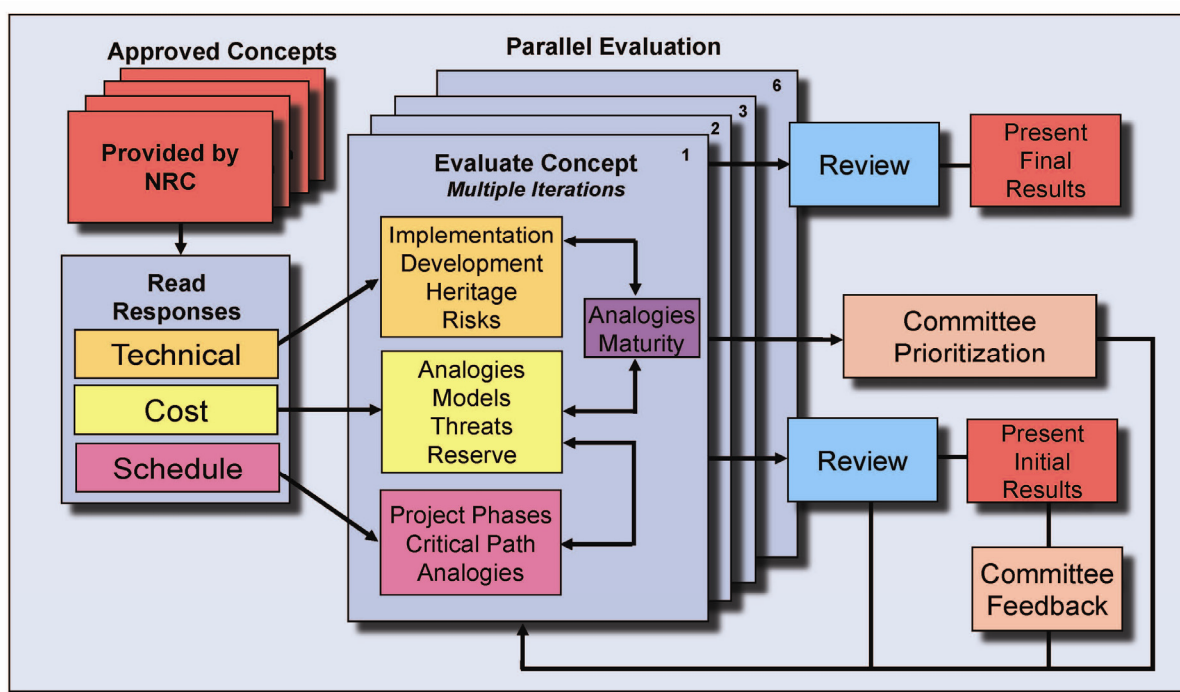 Approved Concepts
Provided by
NRC
Read
Responses
Technical
Cost
Schedule
Parallel Evaluation
6
3
2
1
Evaluate Concept
Multiple Iterations
Implementation
Development
Heritage
Risks
Analogies
Maturity
Analogies
Models
Threats
Reserve
Project Phases
Critical Path
Analogies
Review
Present
Final
Results
Committee
Prioritization
Review
Present
Initial
Results
Committee
Feedback